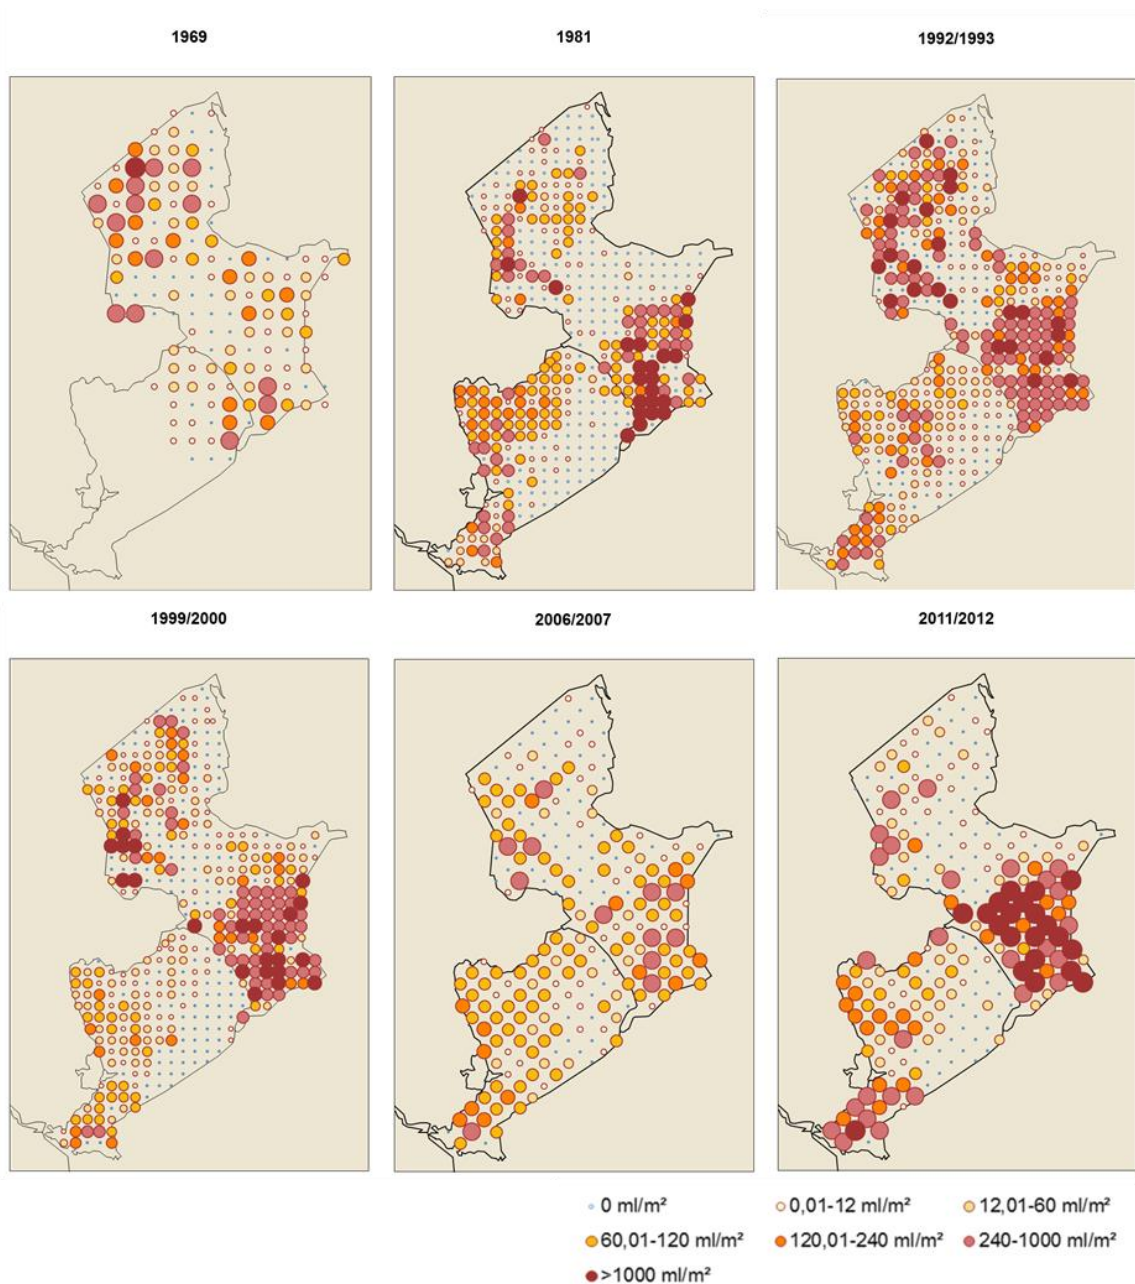 1969 1981 1992/1993
1999/2000 2006/2007 2011/2012
0 ml/m² 0,01-12 ml/m² 12,01-60 ml/m²
60,01-120 ml/m² 120,01-240 ml/m² 240-1000 ml/m²
>1000 ml/m²